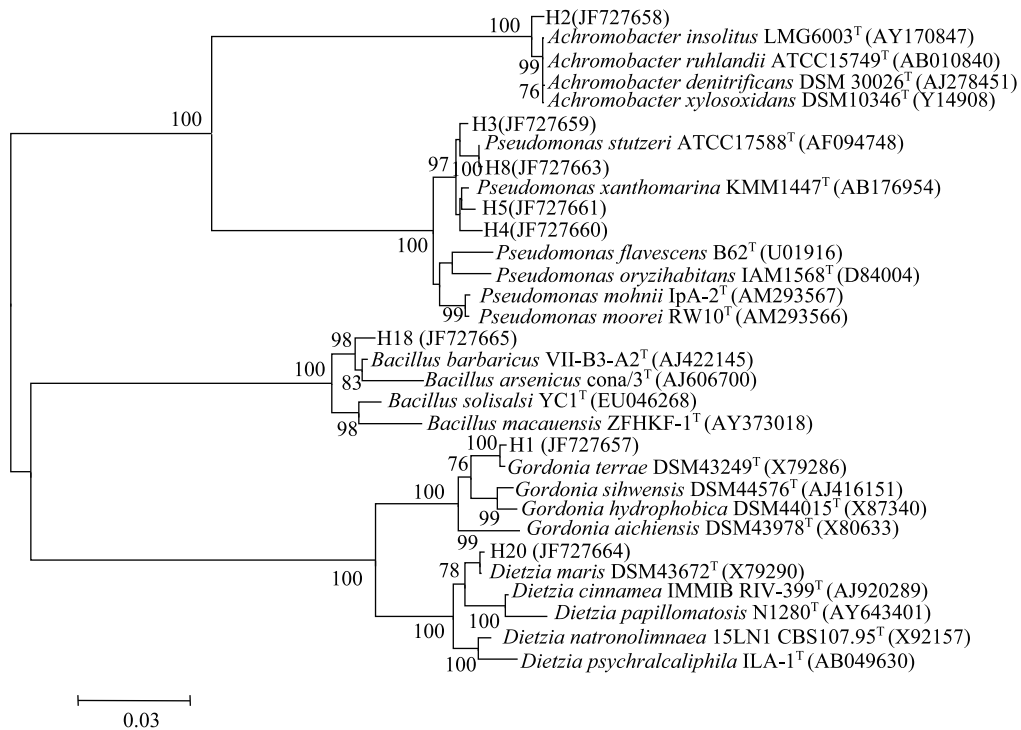 100
H2(JF727658)
Achromobacter insolitus LMG6003ᵀ (AY170847)
Achromobacter ruhlandii ATCC15749ᵀ (AB010840)
99
Achromobacter denitrificans DSM 30026ᵀ (AJ278451)
76
Achromobacter xylosoxidans DSM10346ᵀ (Y14908)
100
H3(JF727659)
Pseudomonas stutzeri ATCC17588ᵀ (AF094748)
97
100
H8(JF727663)
Pseudomonas xanthomarina KMM1447ᵀ (AB176954)
H5(JF727661)
H4(JF727660)
100
Pseudomonas flavescens B62ᵀ (U01916)
Pseudomonas oryzihabitans IAM1568ᵀ (D84004)
Pseudomonas mohnii IpA-2ᵀ (AM293567)
99
Pseudomonas moorei RW10ᵀ (AM293566)
98
H18 (JF727665)
Bacillus barbaricus VII-B3-A2ᵀ (AJ422145)
100
83
Bacillus arsenicus cona/3ᵀ (AJ606700)
Bacillus solisalsi YC1ᵀ (EU046268)
98
Bacillus macauensis ZFHKF-1ᵀ (AY373018)
100
H1 (JF727657)
76
Gordonia terrae DSM43249ᵀ (X79286)
100
Gordonia sihwensis DSM44576ᵀ (AJ416151)
99
Gordonia hydrophobica DSM44015ᵀ (X87340)
Gordonia aichiensis DSM43978ᵀ (X80633)
99
H20 (JF727664)
100
78
Dietzia maris DSM43672ᵀ (X79290)
Dietzia cinnamea IMMIB RIV-399ᵀ (AJ920289)
100
Dietzia papillomatosis N1280ᵀ (AY643401)
100
Dietzia natronolimnaea 15LN1 CBS107.95ᵀ (X92157)
100
Dietzia psychralcaliphila ILA-1ᵀ (AB049630)
0.03